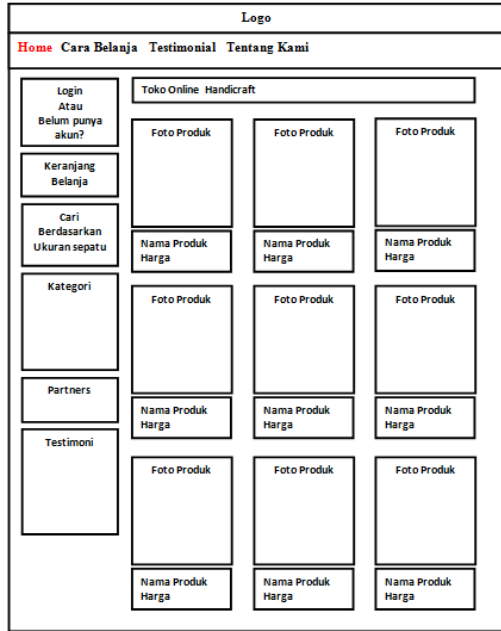 Logo
Home Cara Belanja Testimonial Tentang Kami
Login
Atau
Belum punya
akun?
Keranjang
Belanja
Cari
Berdasarkan
Ukuran sepatu
Kategori
Partners
Testimoni
Toko Online Handicraft
Foto Produk
Foto Produk
Foto Produk
Nama Produk
Harga
Nama Produk
Harga
Nama Produk
Harga
Foto Produk
Foto Produk
Foto Produk
Nama Produk
Harga
Nama Produk
Harga
Nama Produk
Harga
Foto Produk
Foto Produk
Foto Produk
Nama Produk
Harga
Nama Produk
Harga
Nama Produk
Harga